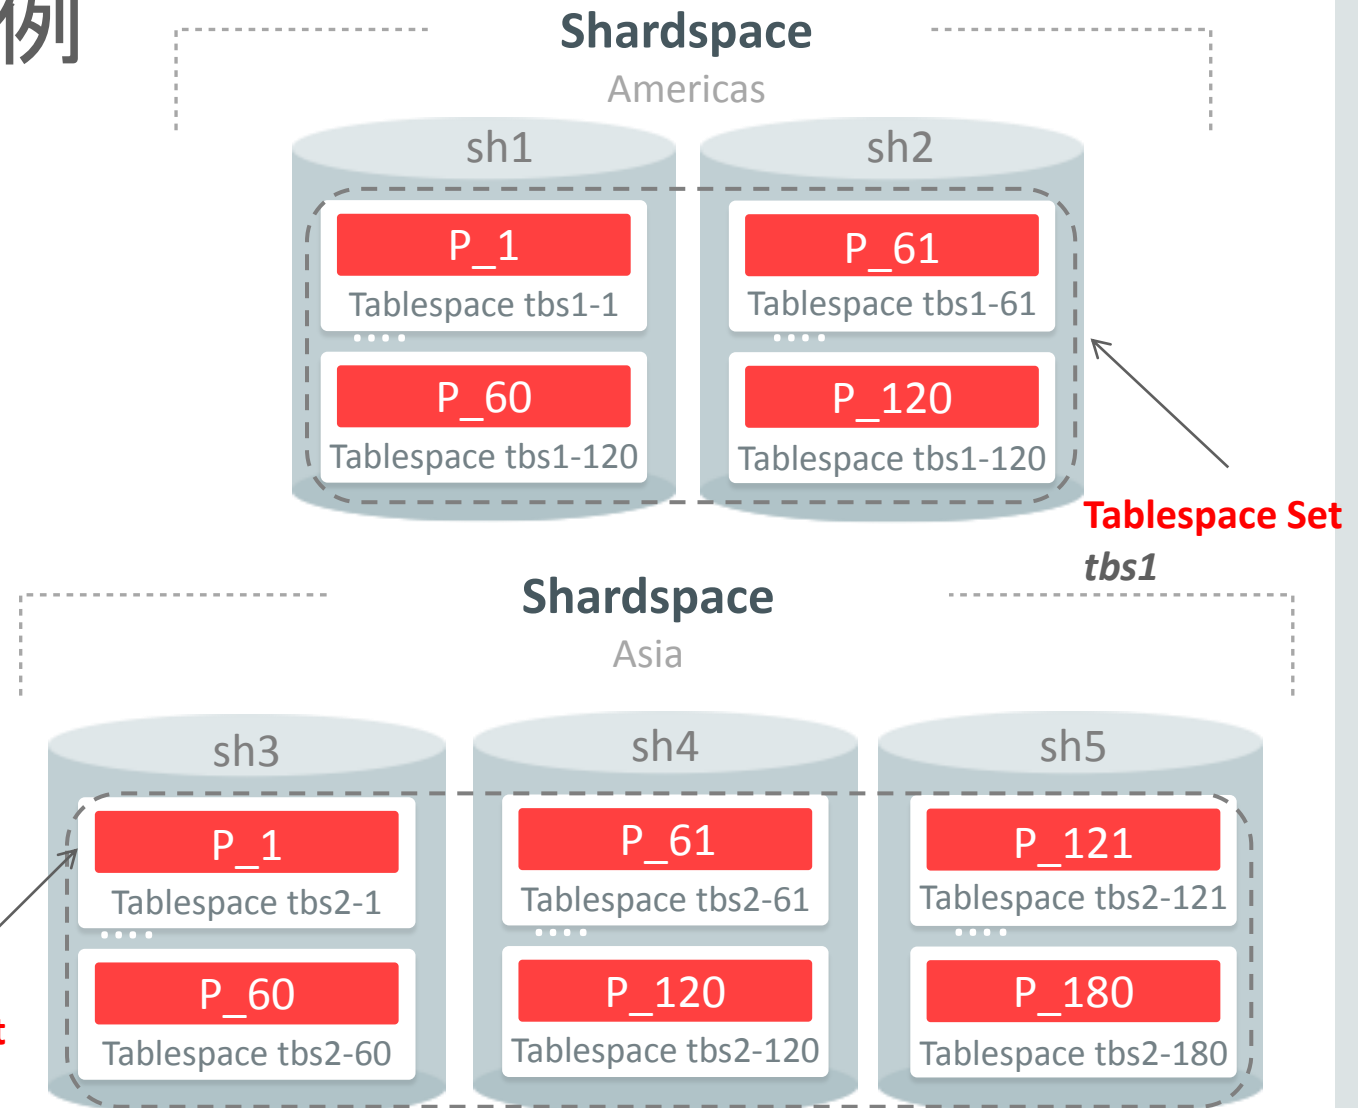 例
Shardspace
Americas
sh1
sh2
P_1
P_61
Tablespace tbs1-1
Tablespace tbs1-61
P_60
P_120
Tablespace tbs1-120
Tablespace tbs1-120
Tablespace Set
tbs1
Shardspace
Asia
sh3
sh4
sh5
P_1
P_61
P_121
Tablespace tbs2-1
Tablespace tbs2-61
Tablespace tbs2-121
P_60
P_120
P_180
Tablespace tbs2-60
Tablespace tbs2-120
Tablespace tbs2-180